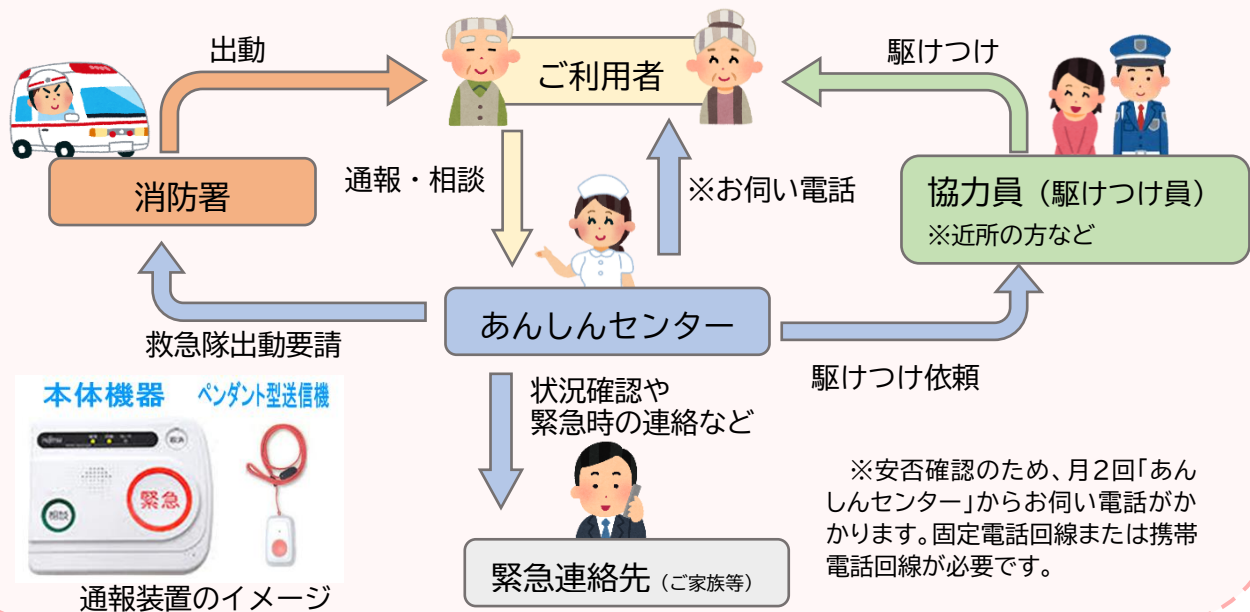 出動
ご利用者
駆けつけ
消防署
通報・相談
※お伺い電話
協力員（駆けつけ員）
※近所の方など
あんしんセンター
救急隊出動要請
駆けつけ依頼
状況確認や
緊急時の連絡など
本体機器 ペンダント型送信機
FUJITSU
緊急
相談
通報装置のイメージ
緊急連絡先（ご家族等）
※安否確認のため、月2回「あん
しんセンター」からお伺い電話がか
かります。固定電話回線または携帯
電話回線が必要です。